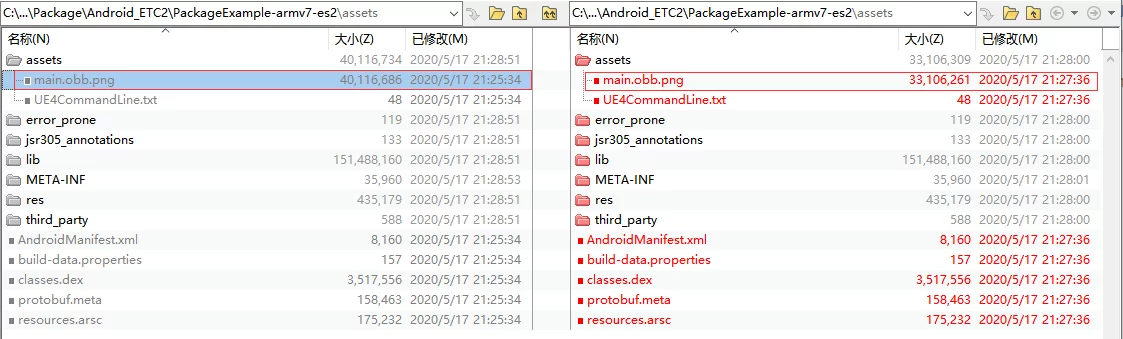 C:\...\Package\Android_ETC2\PackageExample-armv7-es2\assets C:\...\Android_ETC2\PackageExample-armv7-es2\assets
名称(N) 大小(Z) 已修改(M) 名称(N) 大小(Z) 已修改(M)
assets 40,116,734 2020/5/17 21:28:51 assets 33,106,309 2020/5/17 21:28:00
main.obb.png 40,116,686 2020/5/17 21:25:34 main.obb.png 33,106,261 2020/5/17 21:27:36
UE4CommandLine.txt 48 2020/5/17 21:25:34 UE4CommandLine.txt 48 2020/5/17 21:27:36
error_prone 119 2020/5/17 21:28:51 error_prone 119 2020/5/17 21:28:00
jsr305_annotations 133 2020/5/17 21:28:51 jsr305_annotations 133 2020/5/17 21:28:00
lib 151,488,160 2020/5/17 21:28:51 lib 151,488,160 2020/5/17 21:28:00
META-INF 35,960 2020/5/17 21:28:53 META-INF 35,960 2020/5/17 21:28:01
res 435,179 2020/5/17 21:28:51 res 435,179 2020/5/17 21:28:00
third_party 588 2020/5/17 21:28:51 third_party 588 2020/5/17 21:28:00
AndroidManifest.xml 8,160 2020/5/17 21:25:34 AndroidManifest.xml 8,160 2020/5/17 21:27:36
build-data.properties 157 2020/5/17 21:25:34 build-data.properties 157 2020/5/17 21:27:36
classes.dex 3,517,556 2020/5/17 21:25:34 classes.dex 3,517,556 2020/5/17 21:27:36
protobuf.meta 158,463 2020/5/17 21:25:34 protobuf.meta 158,463 2020/5/17 21:27:36
resources.arsc 175,232 2020/5/17 21:25:34 resources.arsc 175,232 2020/5/17 21:27:36